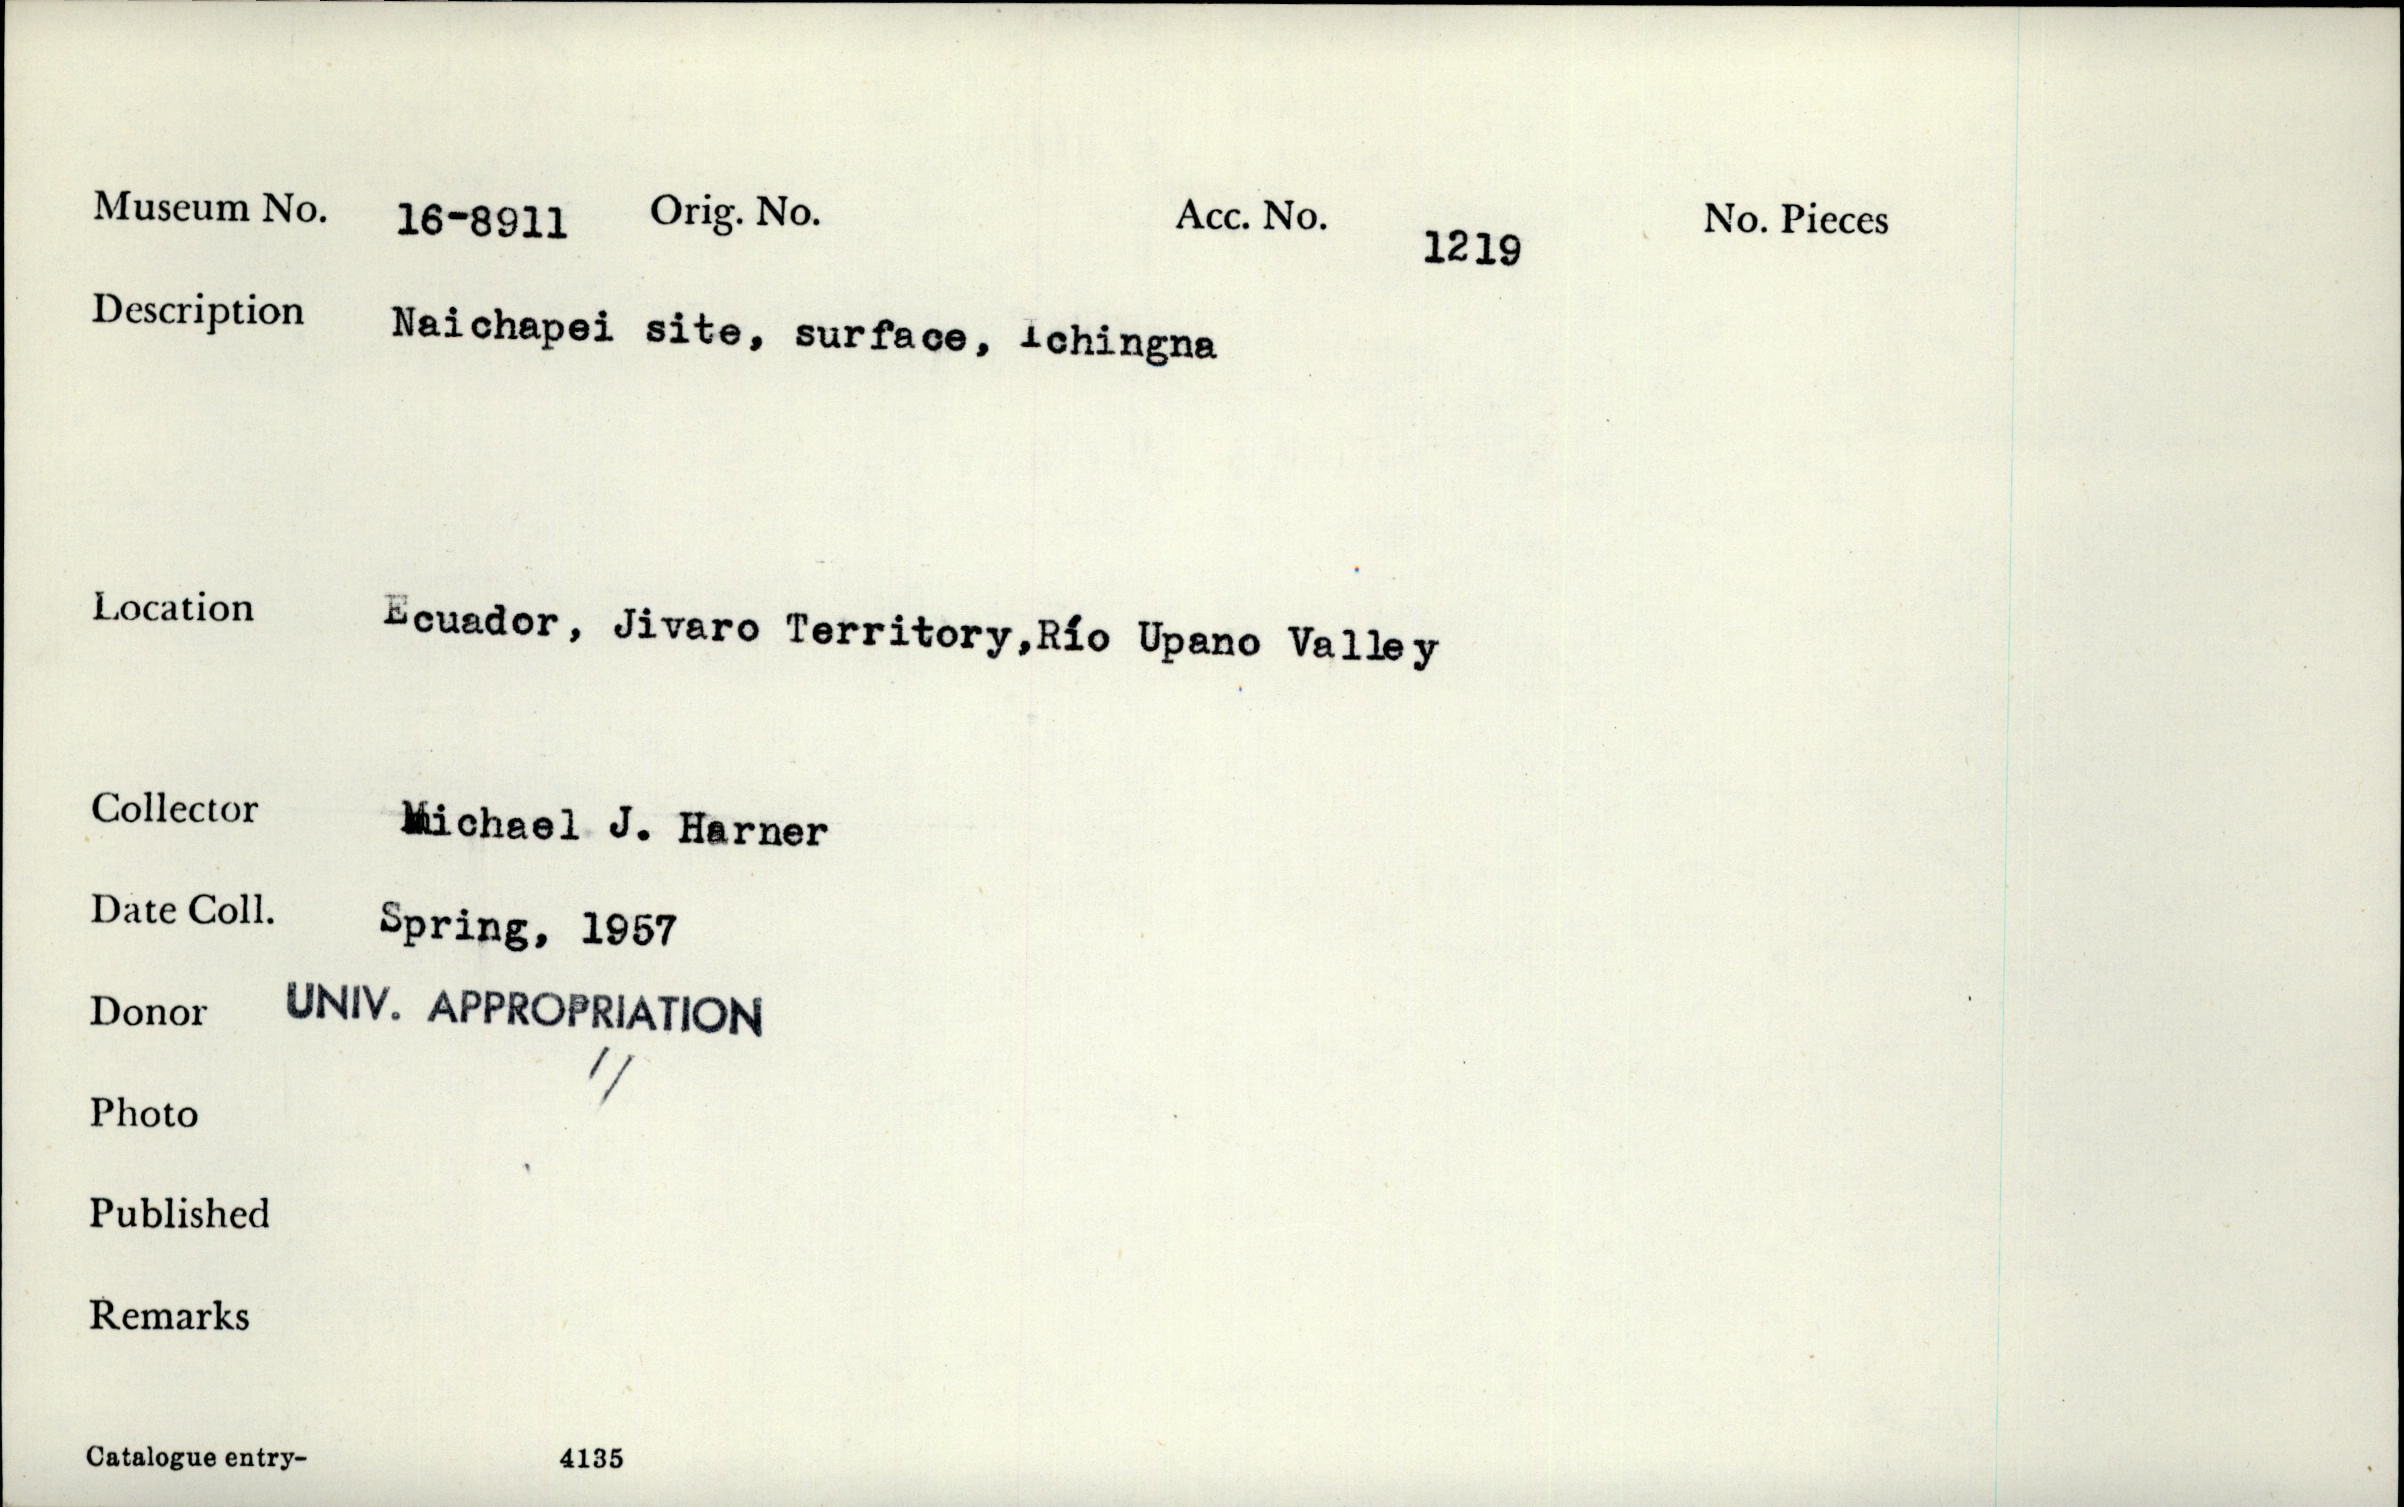 Museum No. 16-8911 Orig. No. Acc. No. 1219 No. Pieces
Description Naichapei site, surface, Ichingna
Location Ecuador, Jivaro Territory,Río Upano Valley
Collector Michael J. Harner
Date Coll. Spring, 1957
Donor UNIV. APPROPRIATION
//
Photo
Published
Remarks
Catalogue entry- 4135